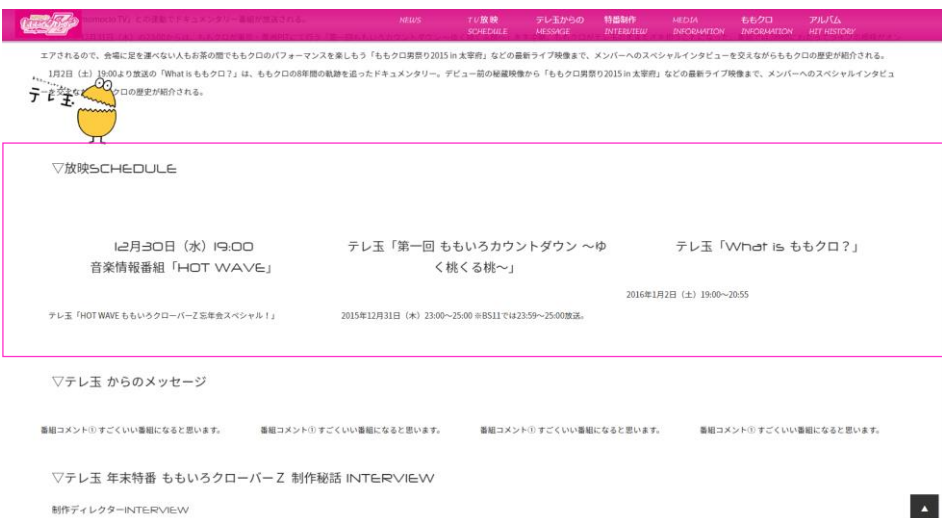 NEWS
TV放映
SCHEDULE
テレ玉からの
MESSAGE
特番制作
INTERVIEW
MEDIA
INFORMATION
ももクロ
INFORMATION
アルバム
HIT HISTORY
エアされるので、会場に足を運べない人もお茶の間でももクロのパフォーマンスを楽しもう「ももクロ男祭り2015 in 太宰府」などの最新ライブ映像まで、メンバーへのスペシャルインタビューを交えながらももクロの歴史が紹介される。
1月2日（土）19:00より放送の「What is ももクロ？」は、ももクロの8年間の軌跡を追ったドキュメンタリー。デビュー前の秘蔵映像から「ももクロ男祭り2015 in 太宰府」などの最新ライブ映像まで、メンバーへのスペシャルインタビュ
クロの歴史が紹介される。
テレ玉
▽放映SCHEDULE
12月30日（水）19:00
音楽情報番組「HOT WAVE」
テレ玉「HOT WAVE ももいろクローバーZ 忘年会スペシャル！」
テレ玉「第一回 ももいろカウントダウン ～ゆ
く桃くる桃～」
2015年12月31日（木）23:00～25:00 ※BS11では23:59～25:00放送。
テレ玉「What is ももクロ？」
2016年1月2日（土）19:00～20:55
▽テレ玉 からのメッセージ
番組コメント① すごくいい番組になると思います。
番組コメント① すごくいい番組になると思います。
番組コメント① すごくいい番組になると思います。
番組コメント① すごくいい番組になると思います。
▽テレ玉 年末特番 ももいろクローバーＺ 制作秘話 INTERVIEW
制作ディレクターINTERVIEW